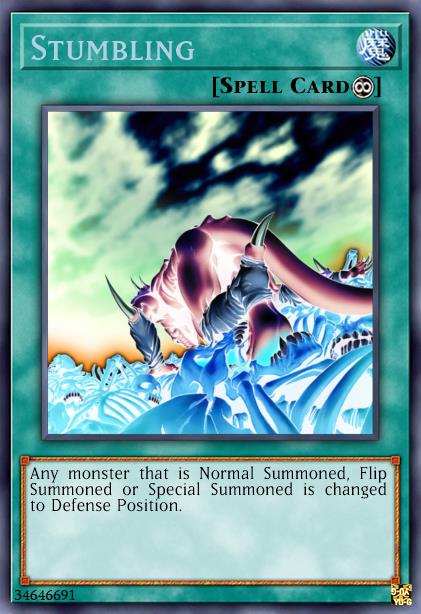 STUMBLING
魔
[SPELL CARD]
Any monster that is Normal Summoned, Flip
Summoned or Special Summoned is changed
to Defense Position.
34646691